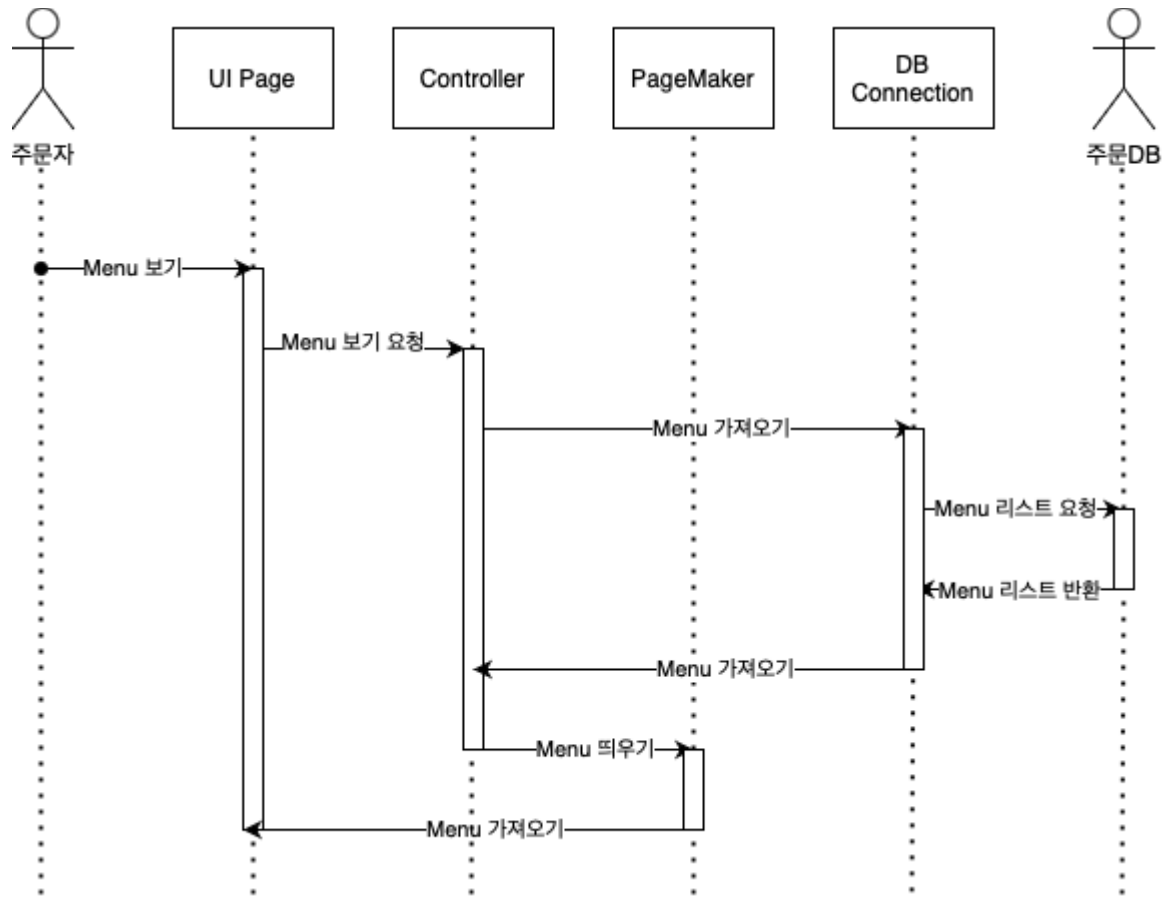 UI Page
Controller
PageMaker
DB
Connection
주문자
주문DB
Menu 보기
Menu 보기 요청
Menu 가져오기
Menu 리스트 요청
Menu 리스트 반환
Menu 가져오기
Menu 띄우기
Menu 가져오기